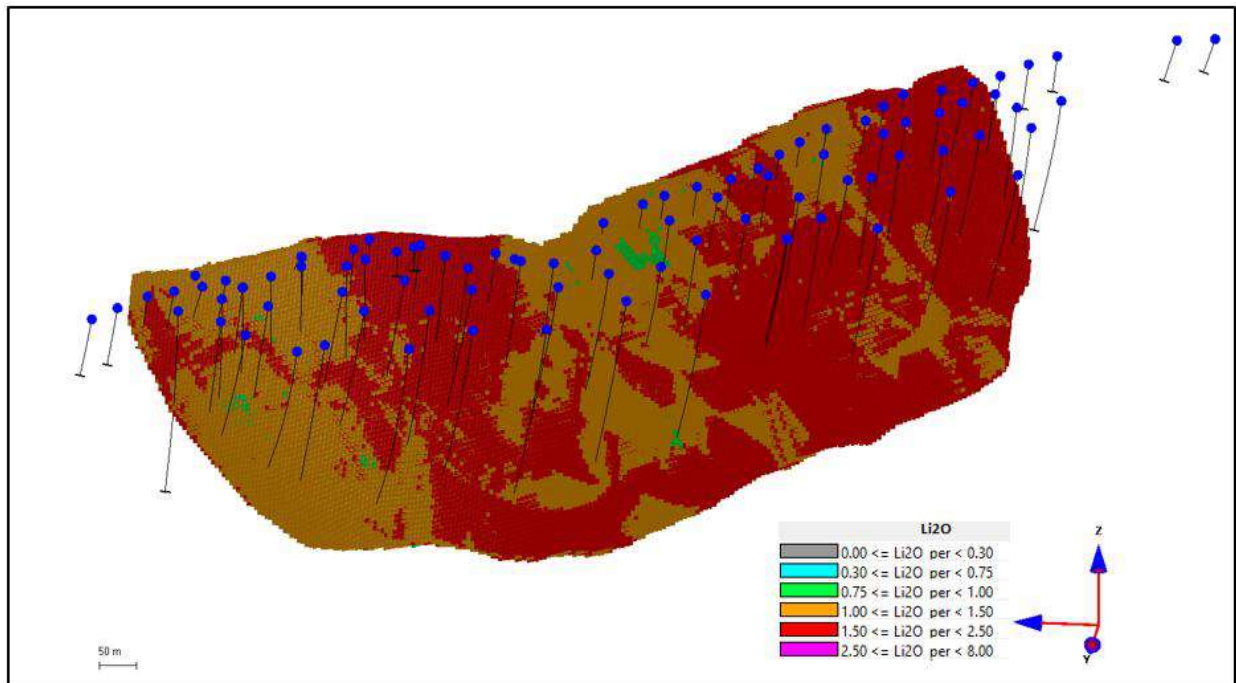 Li2O
0.00 <= Li2O per < 0.30
0.30 <= Li2O per < 0.75
0.75 <= Li2O per < 1.00
1.00 <= Li2O per < 1.50
1.50 <= Li2O per < 2.50
2.50 <= Li2O per < 8.00
Z
Y
50 m